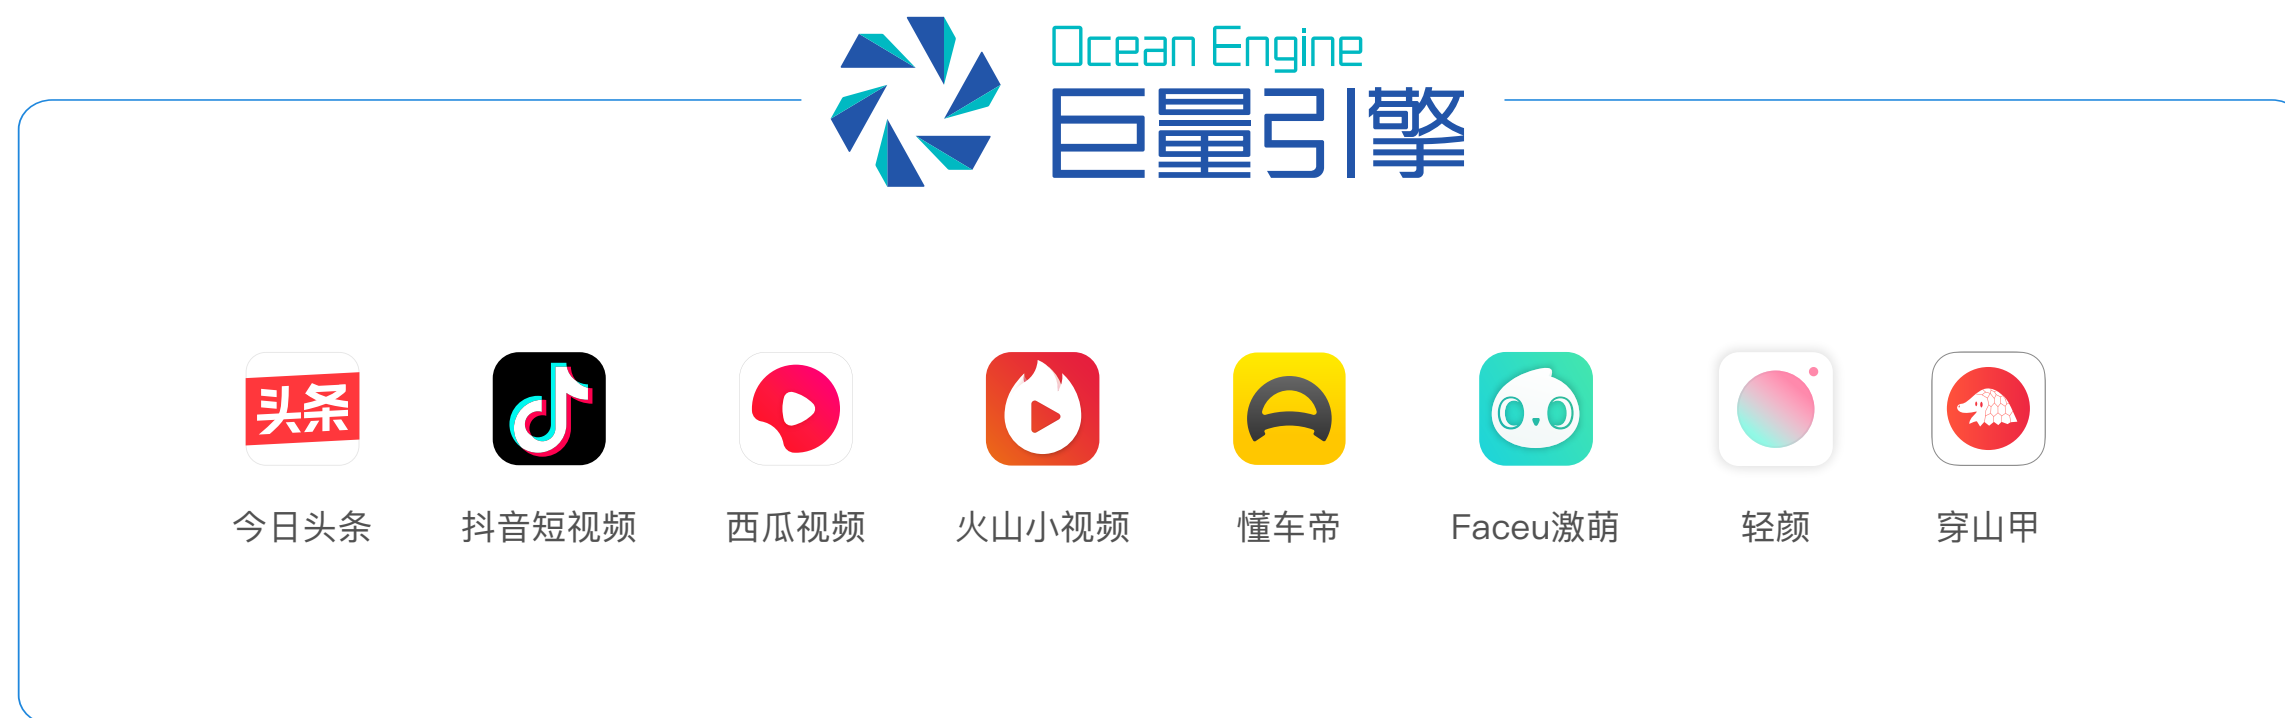 Ocean Engine
巨量引擎
头条
今日头条
抖音短视频
西瓜视频
火山小视频
懂车帝
Faceu激萌
轻颜
穿山甲